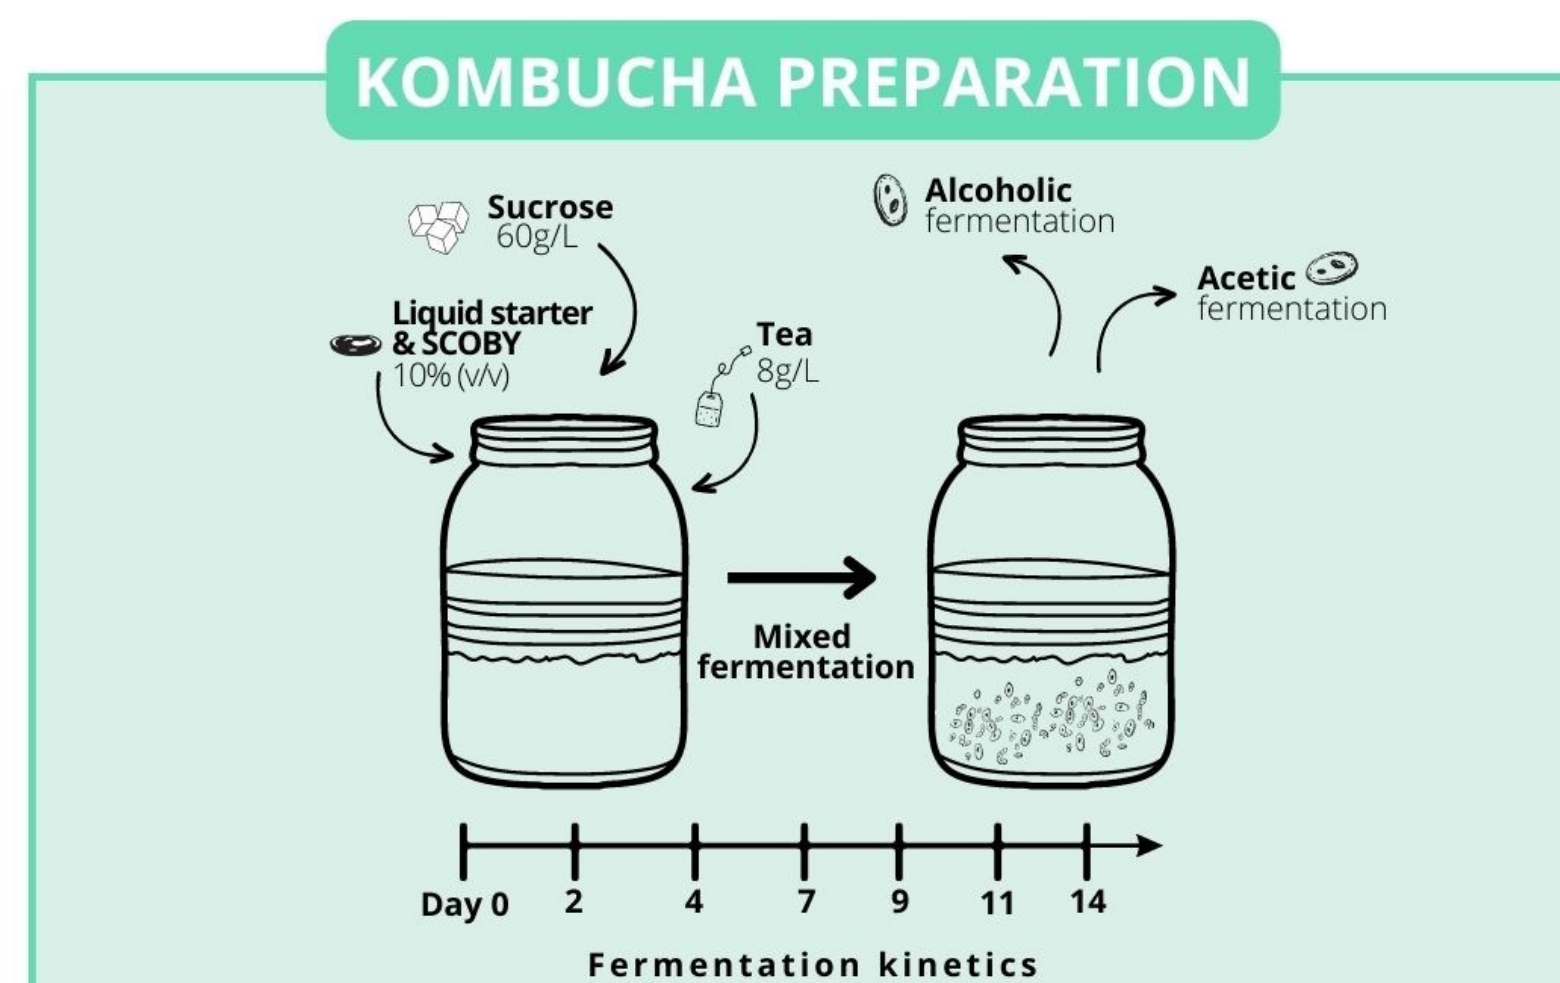 KOMBUCHA PREPARATION
Sucrose
60g/L
Liquid starter
& SCOBY
10% (v/v)
Tea
8g/L
Alcoholic
fermentation
Acetic
fermentation
Mixed
fermentation
Day 0 2 4 7 9 11 14
Fermentation kinetics